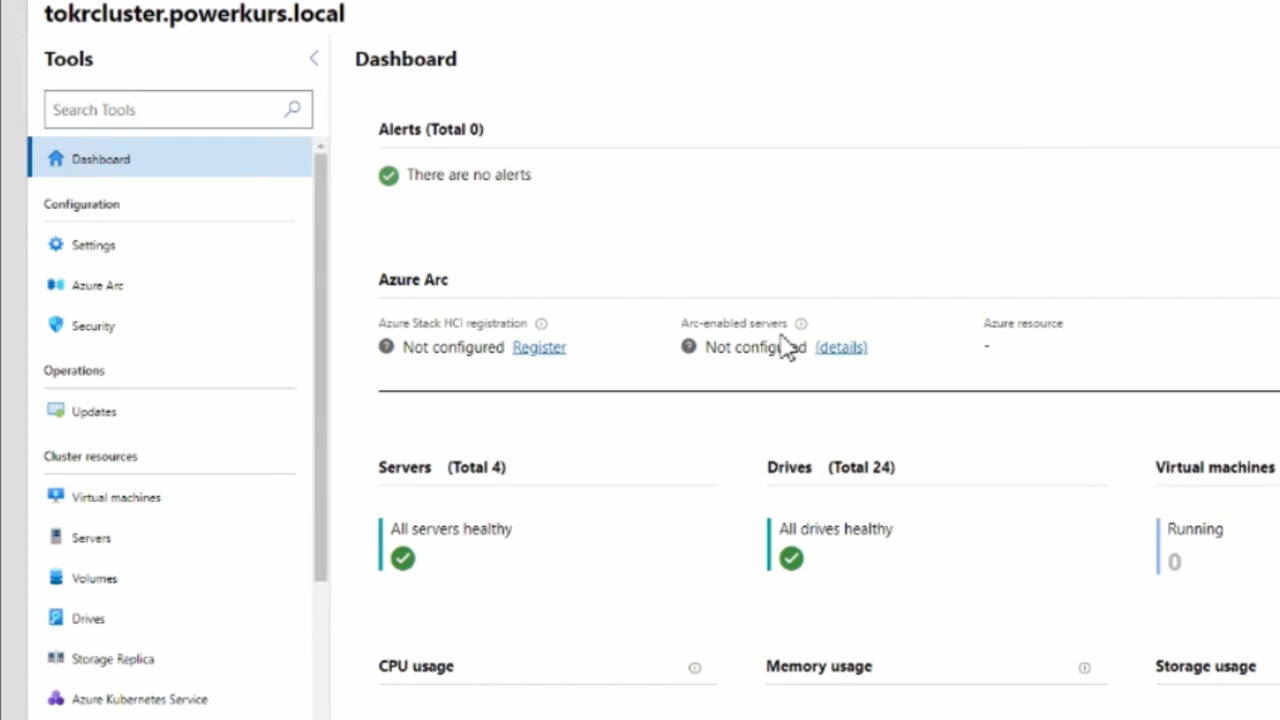 tokrcluster.powerkurs.local
Tools
Search Tools
Dashboard
Configuration
Settings
Azure Arc
Security
Operations
Updates
Cluster resources
Virtual machines
Servers
Volumes
Drives
Storage Replica
Azure Kubernetes Service
Dashboard
Alerts (Total 0)
There are no alerts
Azure Arc
Azure Stack HCI registration
Not configured Register
Arc-enabled servers
Not configured (details)
Azure resource
-
Servers (Total 4)
All servers healthy
Drives (Total 24)
All drives healthy
Virtual machines
Running
0
CPU usage
Memory usage
Storage usage